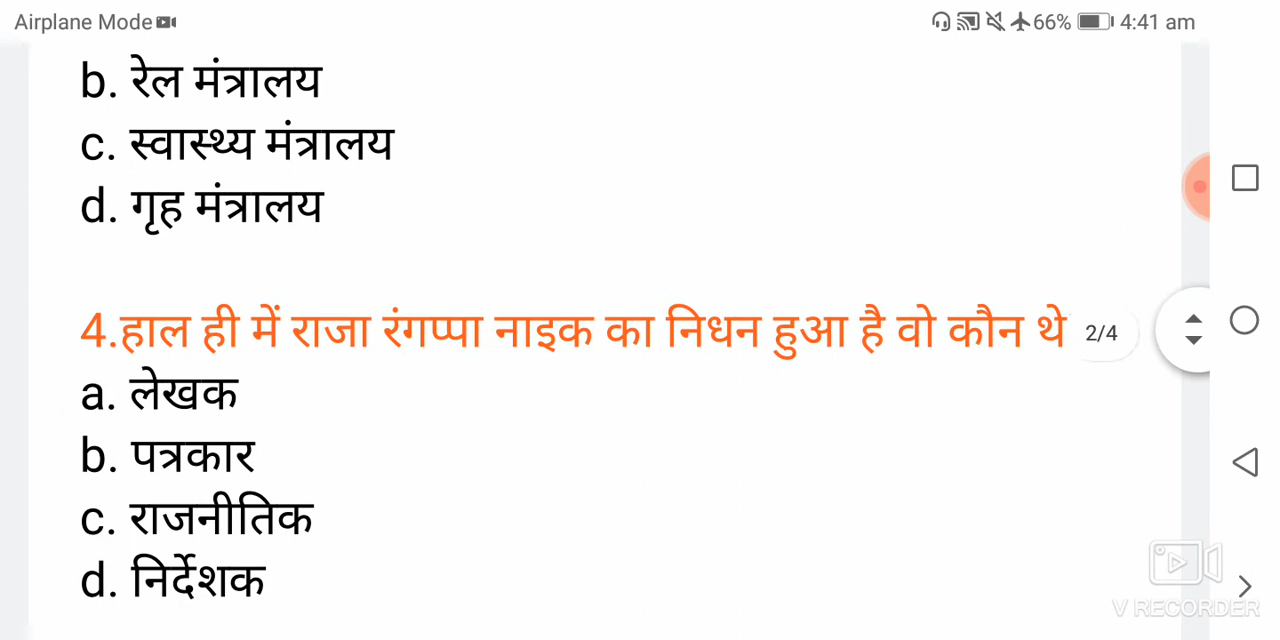 Airplane Mode 66% 4:41 am
b. रेल मंत्रालय
c. स्वास्थ्य मंत्रालय
d. गृह मंत्रालय
4.हाल ही में राजा रंगप्पा नाइक का निधन हुआ है वो कौन थे 2/4
a. लेखक
b. पत्रकार
c. राजनीतिक
d. निर्देशक
V RECORDER